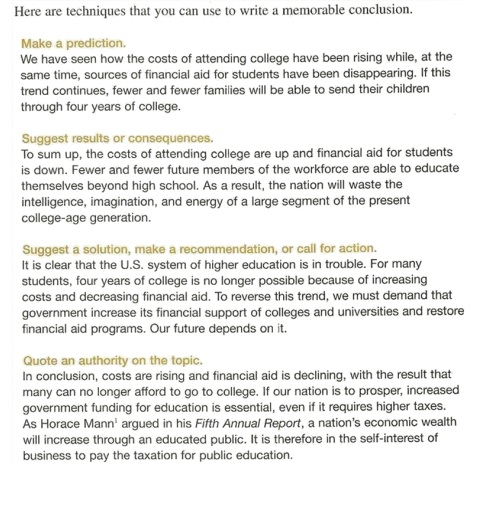 Here are techniques that you can use to write a memorable conclusion.
Make a prediction.
We have seen how the costs of attending college have been rising while, at the
same time, sources of financial aid for students have been disappearing. If this
trend continues, fewer and fewer families will be able to send their children
through four years of college.
Suggest results or consequences.
To sum up, the costs of attending college are up and financial aid for students
is down. Fewer and fewer future members of the workforce are able to educate
themselves beyond high school. As a result, the nation will waste the
intelligence, imagination, and energy of a large segment of the present
college-age generation.
Suggest a solution, make a recommendation, or call for action.
It is clear that the U.S. system of higher education is in trouble. For many
students, four years of college is no longer possible because of increasing
costs and decreasing financial aid. To reverse this trend, we must demand that
government increase its financial support of colleges and universities and restore
financial aid programs. Our future depends on it.
Quote an authority on the topic.
In conclusion, costs are rising and financial aid is declining, with the result that
many can no longer afford to go to college. If our nation is to prosper, increased
government funding for education is essential, even if it requires higher taxes.
As Horace Mann¹ argued in his Fifth Annual Report, a nation's economic wealth
will increase through an educated public. It is therefore in the self-interest of
business to pay the taxation for public education.